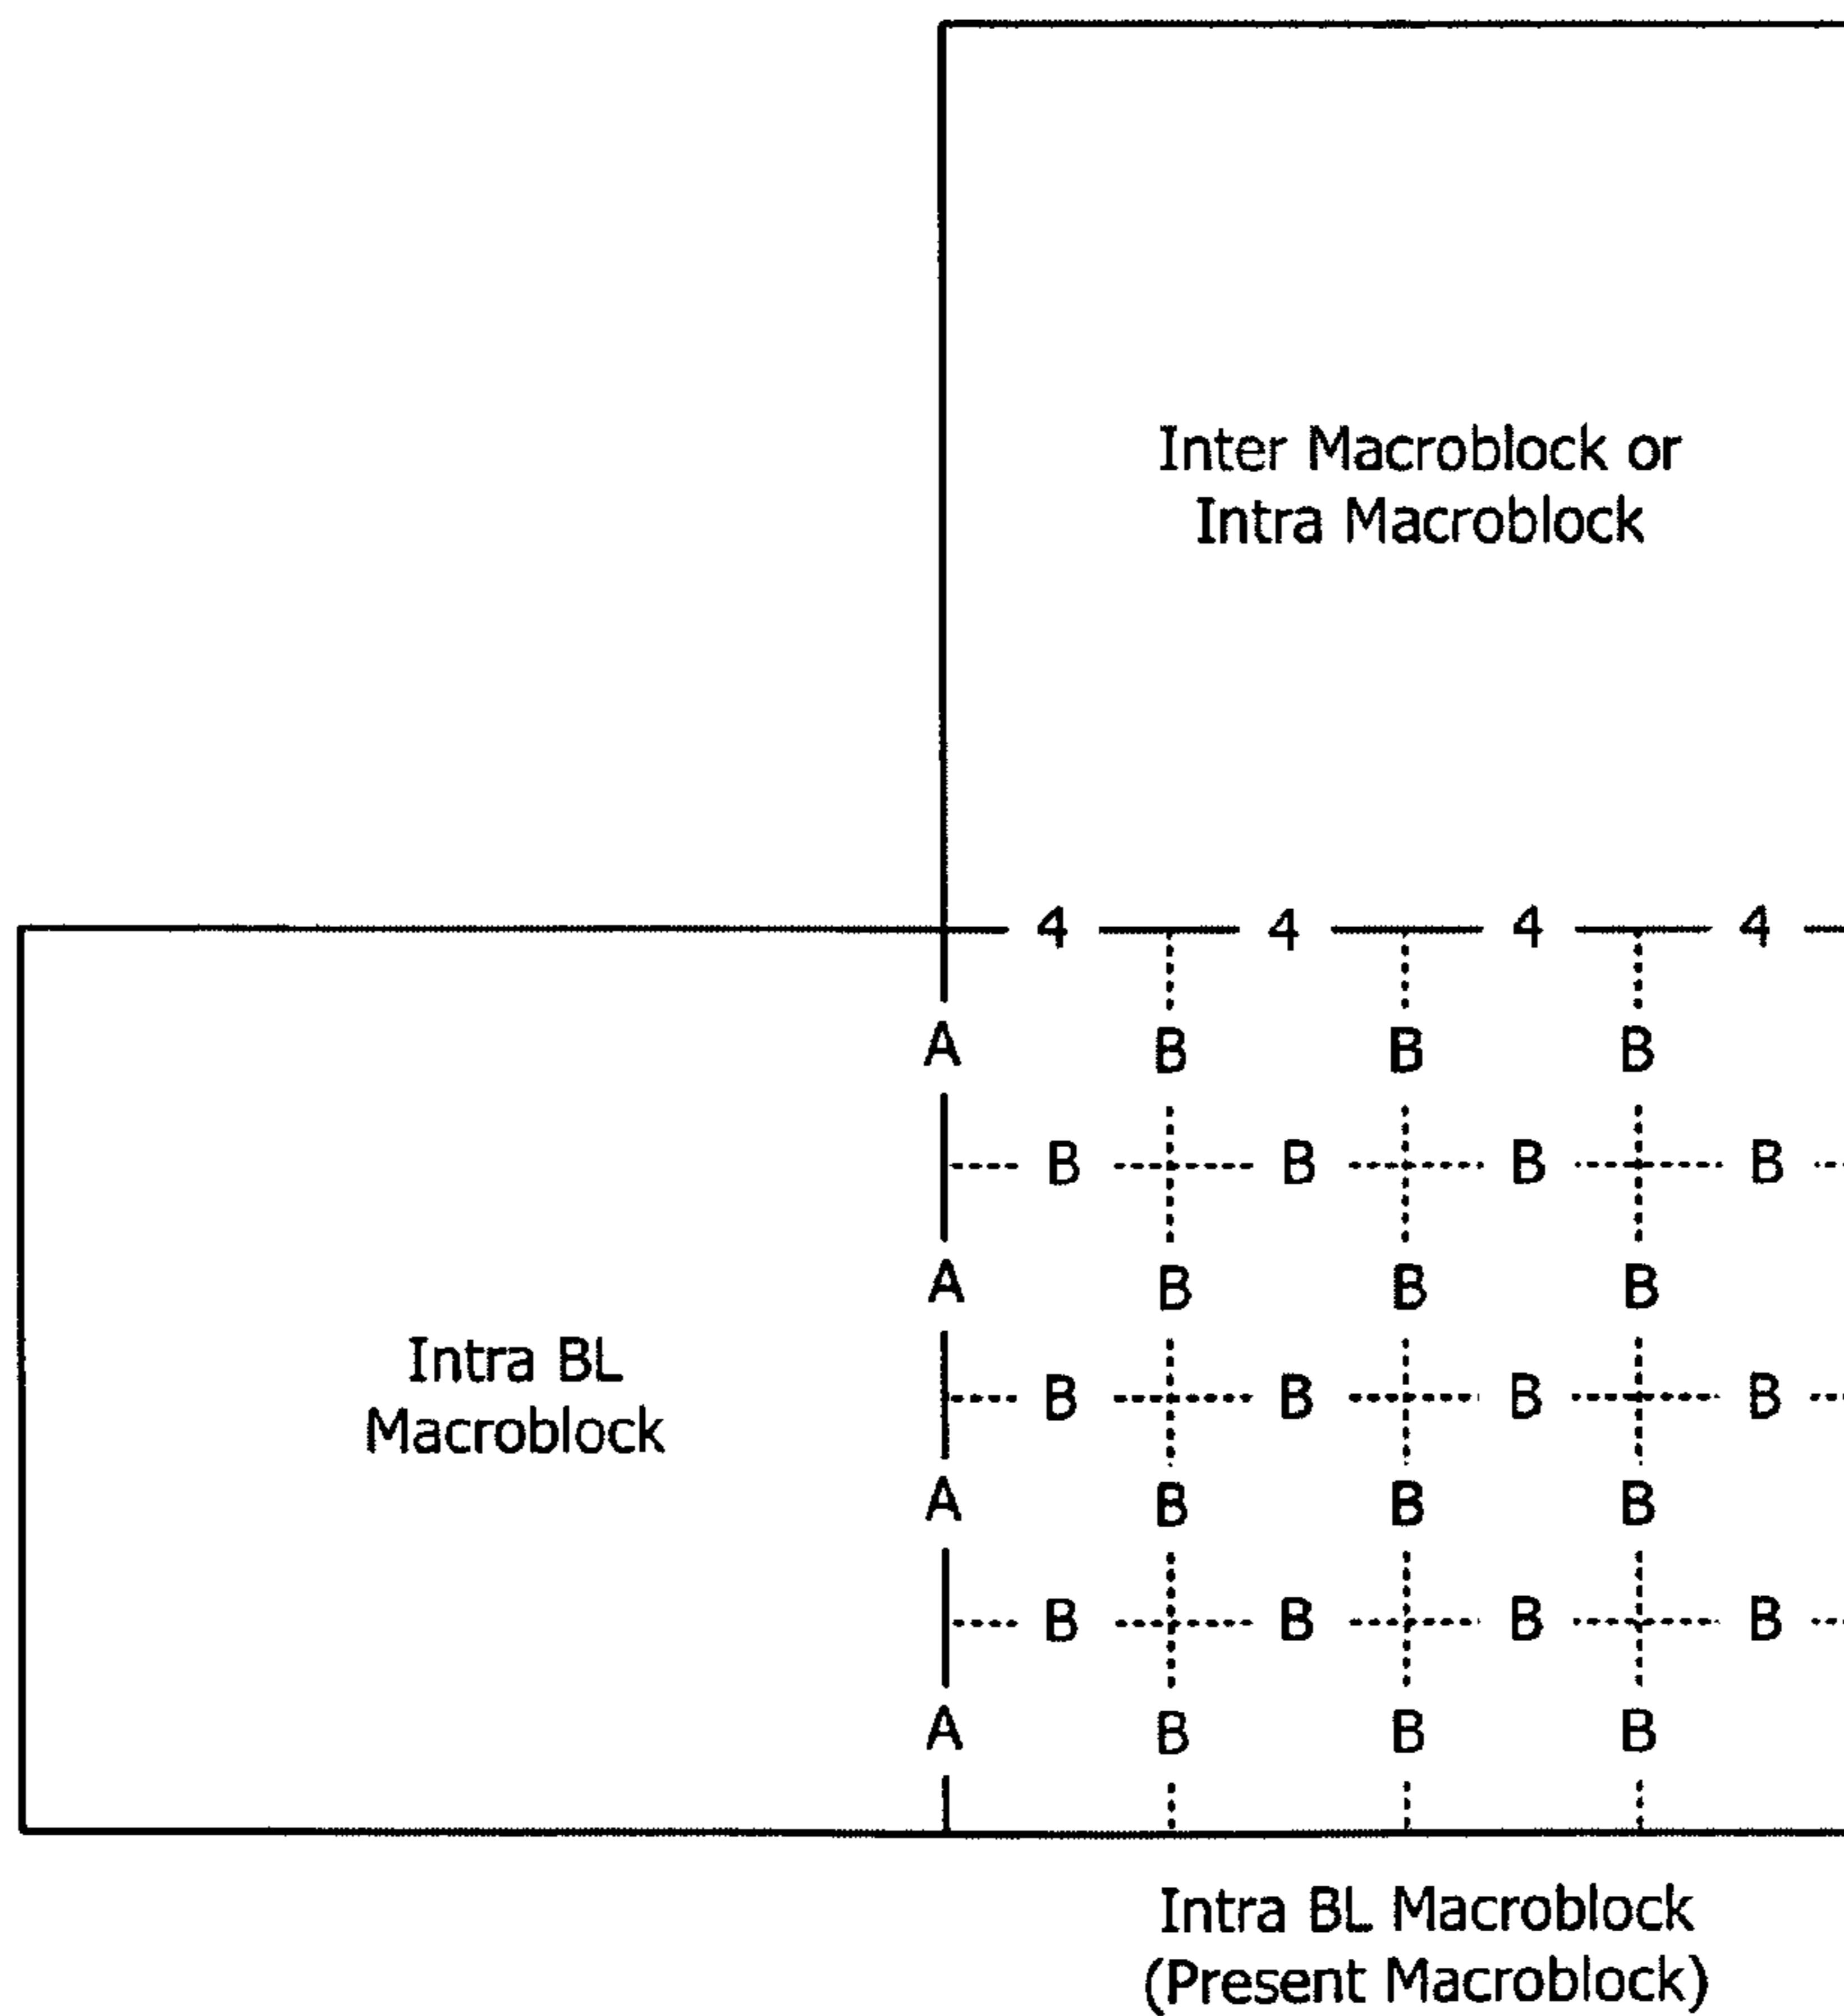 Inter Macroblock or
Intra Macroblock
4 4 4 4
A B B B
B B B B
A B B B
Intra BL
Macroblock
B B B B
A B B B
B B B B
A B B B
Intra BL Macroblock
(Present Macroblock)